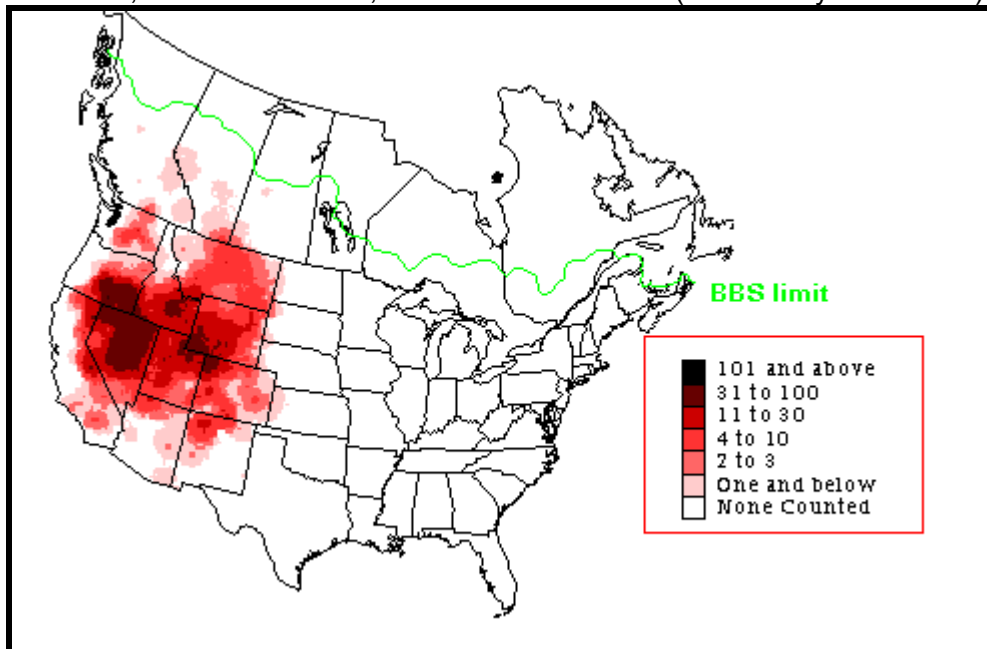 BBS limit
101 and above
31 to 100
11 to 30
4 to 10
2 to 3
One and below
None Counted